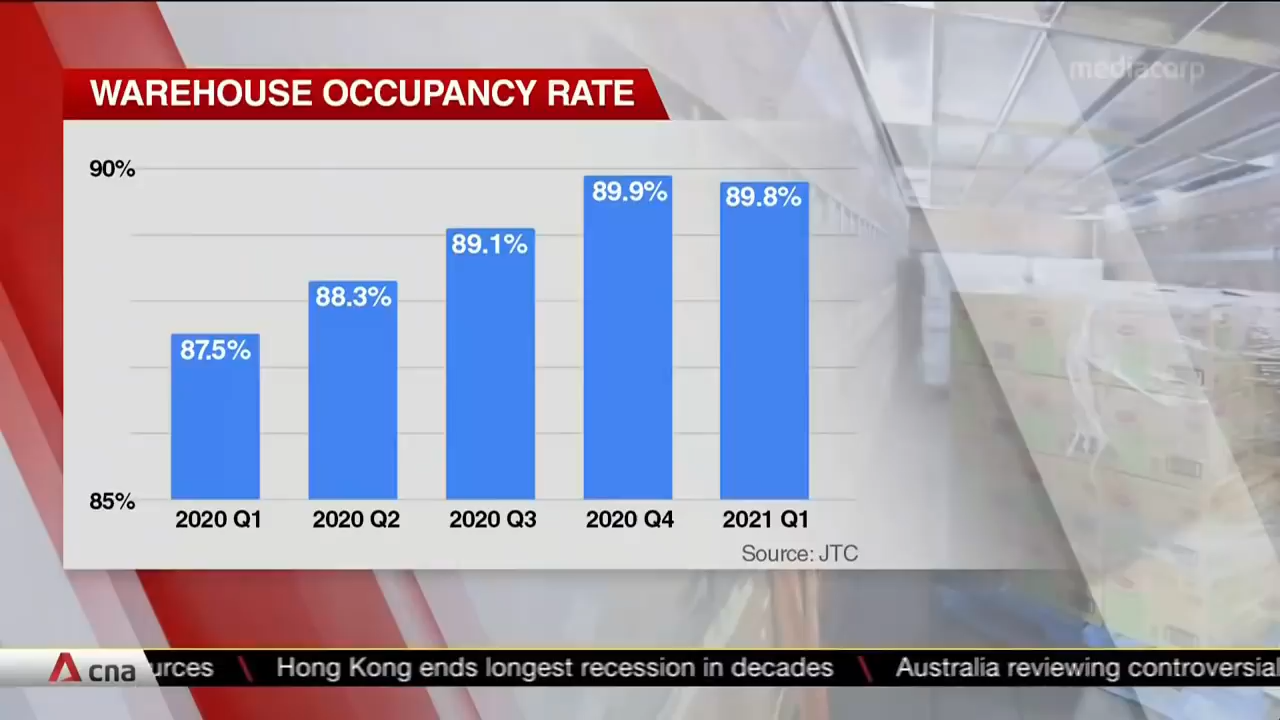 mediacorp
WAREHOUSE OCCUPANCY RATE
90%
89.9%
89.8%
89.1%
88.3%
87.5%
85%
2020 Q1 2020 Q2 2020 Q3 2020 Q4 2021 Q1
Source: JTC
cna urces \ Hong Kong ends longest recession in decades \ Australia reviewing controversial